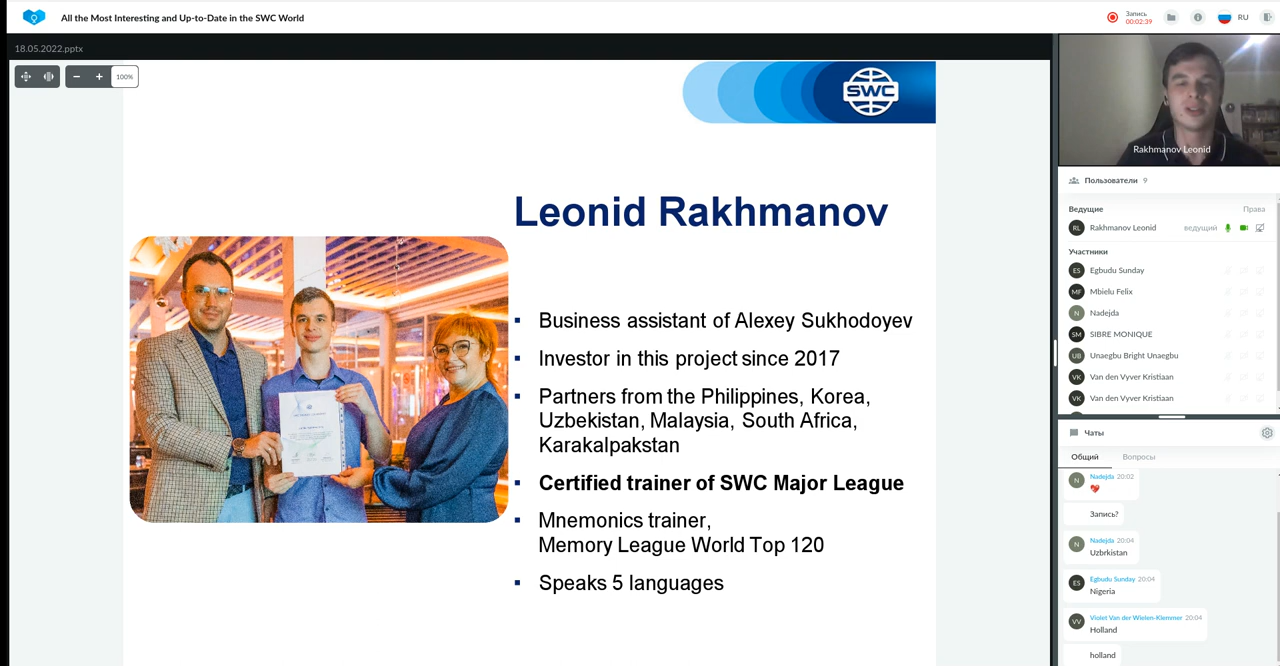 All the Most Interesting and Up-to-Date in the SWC World
Запись
00:02:39
RU
18.05.2022.pptx
100%
SWC
Leonid Rakhmanov
▪ Business assistant of Alexey Sukhodoyev
▪ Investor in this project since 2017
▪ Partners from the Philippines, Korea,
Uzbekistan, Malaysia, South Africa,
Karakalpakstan
▪ Certified trainer of SWC Major League
▪ Mnemonics trainer,
Memory League World Top 120
▪ Speaks 5 languages
Rakhmanov Leonid
Пользователи 9
Ведущие Права
RL Rakhmanov Leonid ведущий
Участники
ES Egbudu Sunday
MF Mbielu Felix
N Nadejda
SM SIBRE MONIQUE
UB Unaegbu Bright Unaegbu
VK Van den Vyver Kristiaan
VK Van den Vyver Kristiaan
Чаты
Общий Вопросы
N Nadejda 20:02
Запись?
N Nadejda 20:04
Uzbrkistan
ES Egbudu Sunday 20:04
Nigeria
VV Violet Van der Wielen-Klemmer 20:04
Holland
holland